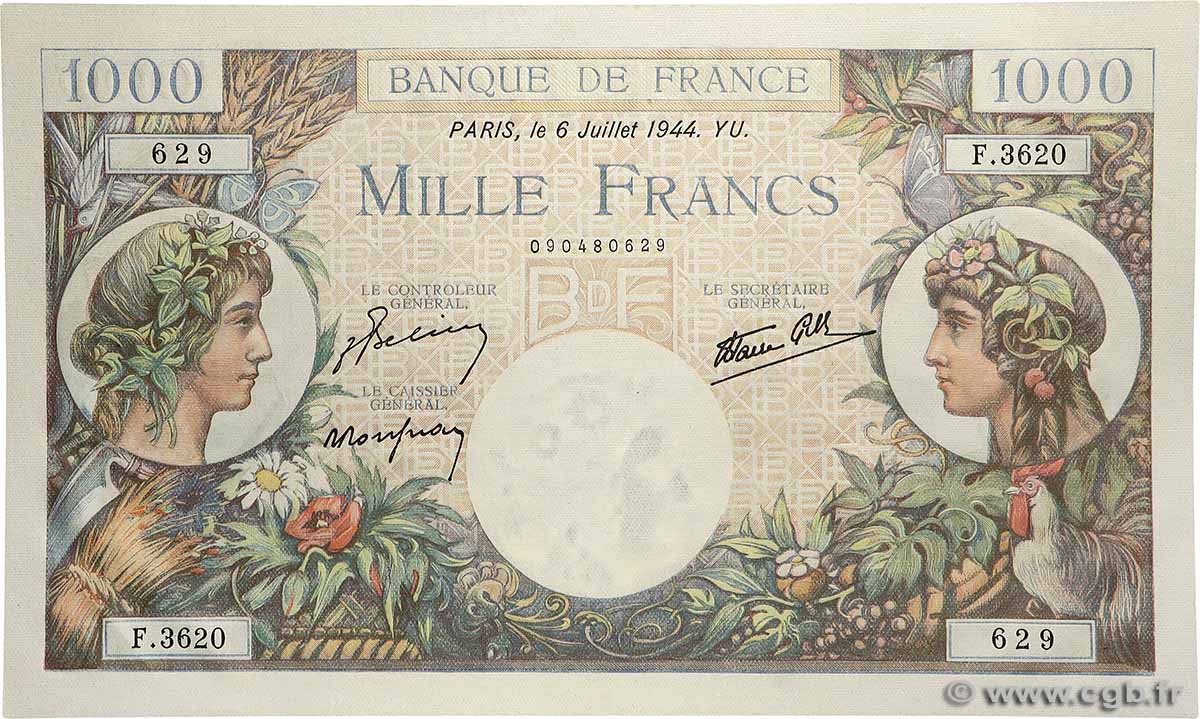 1000
BANQUE DE FRANCE
1000
PARIS, le 6 Juillet 1944. YU.
629
F.3620
MILLE FRANCS
090480629
BDF
LE CONTROLEUR
GÉNÉRAL,
LE SECRÉTAIRE
GÉNÉRAL,
LE CAISSIER
GÉNÉRAL,
F.3620
629
© www.cgb.fr